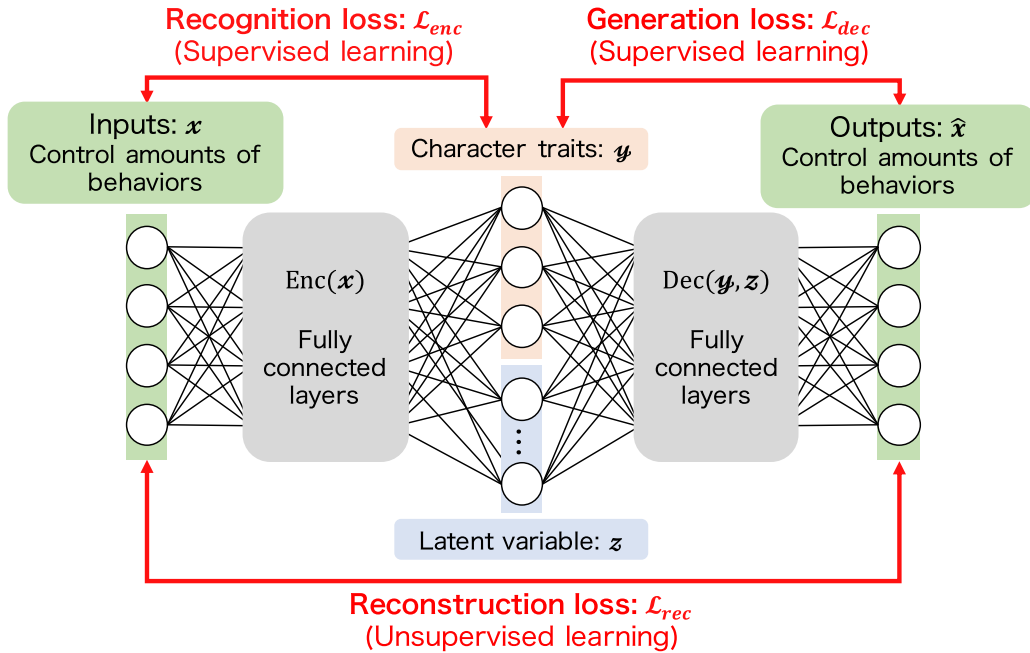 Recognition loss: ℒenc
(Supervised learning)
Generation loss: ℒdec
(Supervised learning)
Inputs: x
Control amounts of
behaviors
Character traits: y
Outputs: x̂
Control amounts of
behaviors
Enc(x)
Fully
connected
layers
Dec(y, z)
Fully
connected
layers
Latent variable: z
Reconstruction loss: ℒrec
(Unsupervised learning)